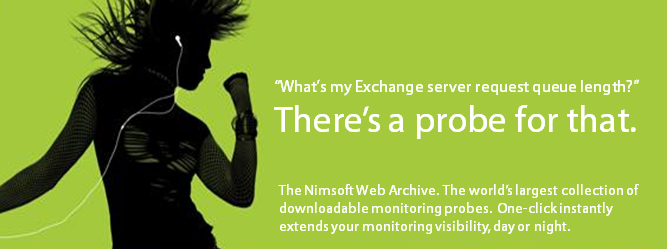 “What’s my Exchange server request queue length?”
There’s a probe for that.
The Nimsoft Web Archive. The world’s largest collection of
downloadable monitoring probes. One-click instantly
extends your monitoring visibility, day or night.